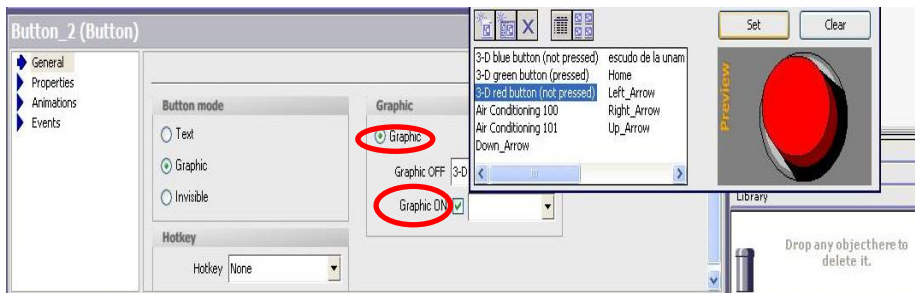 Button_2 (Button)
General
Properties
Animations
Events
Button mode
Text
Graphic
Invisible
Hotkey
Hotkey None
Graphic
Graphic
Graphic OFF 3-D
Graphic ON
3-D blue button (not pressed)
3-D green button (pressed)
3-D red button (not pressed)
Air Conditioning 100
Air Conditioning 101
Down_Arrow
escudo de la unam
Home
Left_Arrow
Right_Arrow
Up_Arrow
Set
Clear
Preview
Library
Drop any object here to
delete it.